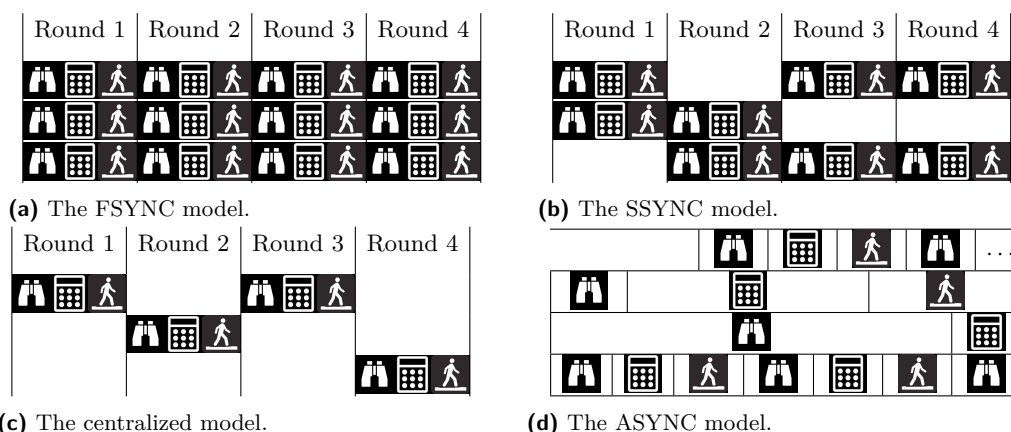 Round 1 Round 2 Round 3 Round 4
(a) The FSYNC model.
Round 1 Round 2 Round 3 Round 4
(b) The SSYNC model.
Round 1 Round 2 Round 3 Round 4
(c) The centralized model.
...
(d) The ASYNC model.